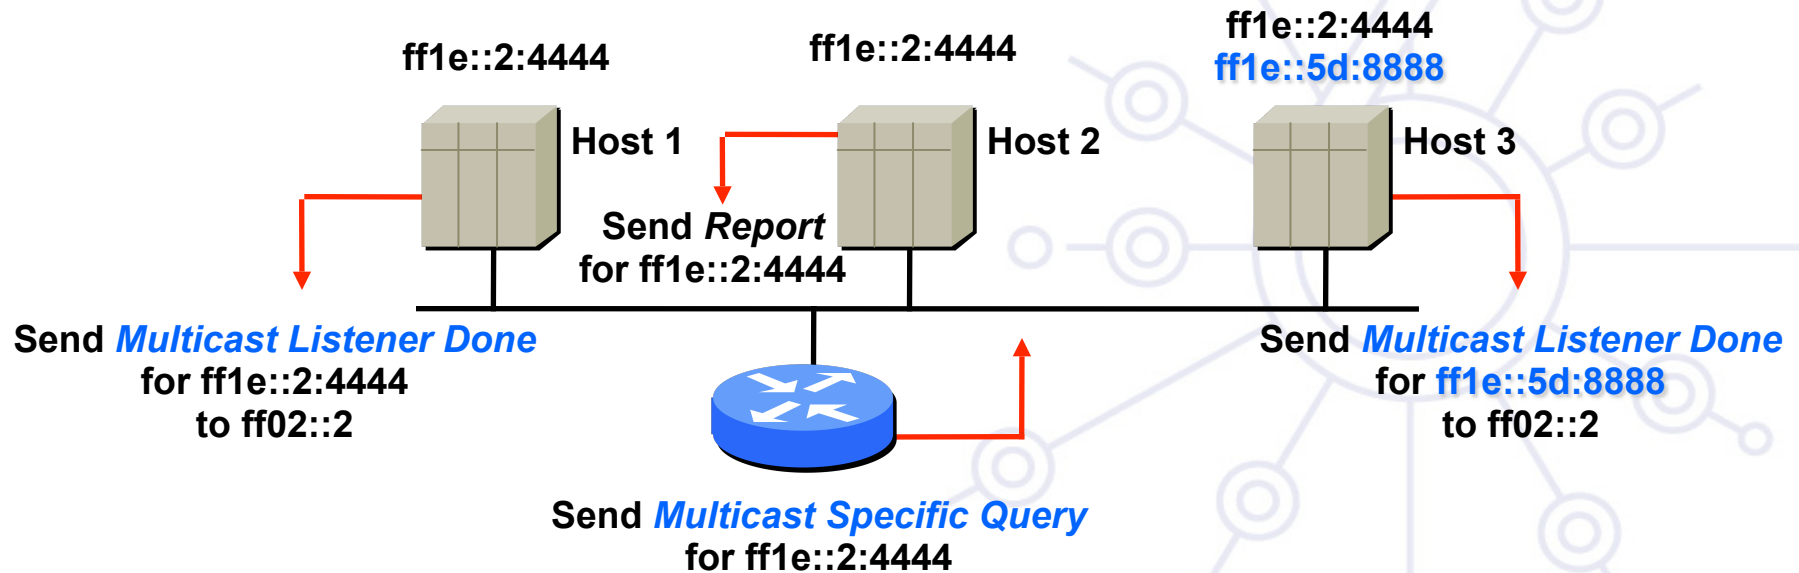 ff1e::2:4444
ff1e::2:4444
ff1e::2:4444
ff1e::5d:8888
Host 1
Host 2
Host 3
Send Report
for ff1e::2:4444
Send Multicast Listener Done
for ff1e::2:4444
to ff02::2
Send Multicast Listener Done
for ff1e::5d:8888
to ff02::2
Send Multicast Specific Query
for ff1e::2:4444